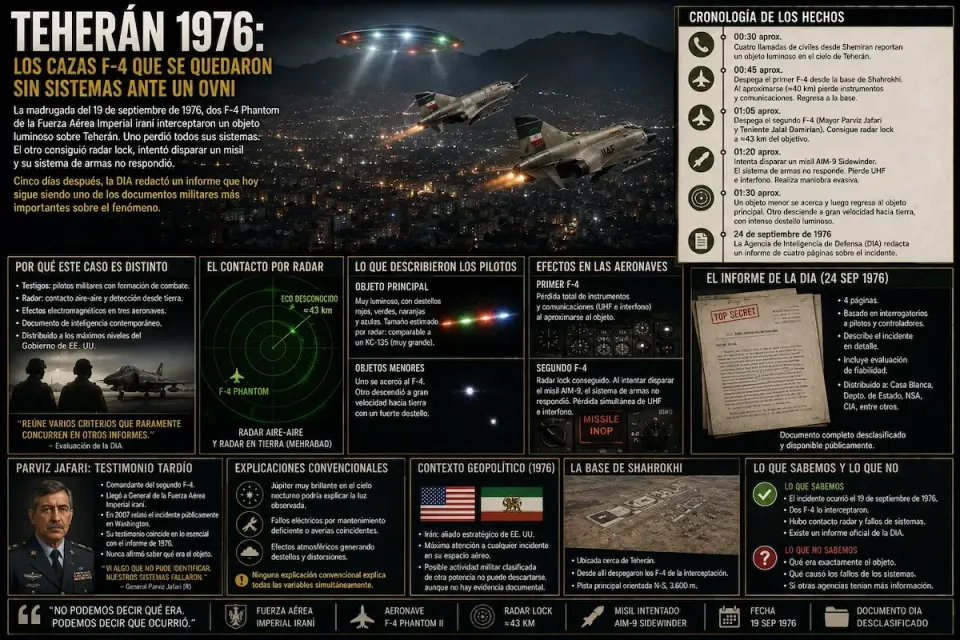 TEHERÁN 1976:
LOS CAZAS F-4 QUE SE QUEDARON
SIN SISTEMAS ANTE UN OVNI
La madrugada del 19 de septiembre de 1976, dos F-4 Phantom
de la Fuerza Aérea Imperial iraní interceptaron un objeto
luminoso sobre Teherán. Uno perdió todos sus sistemas.
El otro consiguió radar lock, intentó disparar un misil
y su sistema de armas no respondió.
Cinco días después, la DIA redactó un informe que hoy
sigue siendo uno de los documentos militares más
importantes sobre el fenómeno.
IIAF
CRONOLOGÍA DE LOS HECHOS
00:30 aprox.
Cuatro llamadas de civiles desde Shemiran reportan
un objeto luminoso en el cielo de Teherán.
00:45 aprox.
Despega el primer F-4 desde la base de Shahrokhi.
Al aproximarse (≈40 km) pierde instrumentos
y comunicaciones. Regresa a la base.
01:05 aprox.
Despega el segundo F-4 (Mayor Parviz Jafari
y Teniente Jalal Damirian). Consigue radar lock
a ≈43 km del objetivo.
01:20 aprox.
Intenta disparar un misil AIM-9 Sidewinder.
El sistema de armas no responde. Pierde UHF
e interfono. Realiza maniobra evasiva.
01:30 aprox.
Un objeto menor se acerca y luego regresa al objeto
principal. Otro desciende a gran velocidad hacia tierra,
con intenso destello luminoso.
24 de septiembre de 1976
La Agencia de Inteligencia de Defensa (DIA) redacta
un informe de cuatro páginas sobre el incidente.
POR QUÉ ESTE CASO ES DISTINTO
• Testigos: pilotos militares con formación de combate.
• Radar: contacto aire-aire y detección desde tierra.
• Efectos electromagnéticos en tres aeronaves.
• Documento de inteligencia contemporáneo.
• Distribuido a los máximos niveles del
Gobierno de EE. UU.
"REÚNE VARIOS CRITERIOS QUE RARAMENTE
CONCURREN EN OTROS INFORMES."
– Evaluación de la DIA
EL CONTACTO POR RADAR
ECO DESCONOCIDO
≈43 km
F-4 PHANTOM
RADAR AIRE-AIRE
Y RADAR EN TIERRA (MEHRABAD)
LO QUE DESCRIBIERON LOS PILOTOS
OBJETO PRINCIPAL
Muy luminoso, con destellos
rojos, verdes, naranjas
y azules. Tamaño estimado
por radar: comparable a
un KC-135 (muy grande).
OBJETOS MENORES
Uno se acercó al F-4.
Otro descendió a gran
velocidad hacia tierra
con un fuerte destello.
EFECTOS EN LAS AERONAVES
PRIMER F-4
Pérdida total de instrumentos
y comunicaciones (UHF e interfono)
al aproximarse al objeto.
SEGUNDO F-4
Radar lock conseguido. Al intentar disparar
el misil AIM-9, el sistema de armas no
respondió. Pérdida simultánea de UHF
e interfono.
MISSILE
INOP
EL INFORME DE LA DIA (24 SEP 1976)
TOP SECRET
• 4 páginas.
• Basado en interrogatorios
a pilotos y controladores.
• Describe el incidente
en detalle.
• Incluye evaluación
de fiabilidad.
• Distribuido a: Casa Blanca,
Depto. de Estado, NSA,
CIA, entre otros.
Documento completo desclasificado
y disponible públicamente.
PARVIZ JAFARI: TESTIMONIO TARDÍO
• Comandante del segundo F-4.
• Llegó a General de la Fuerza Aérea
Imperial iraní.
• En 2007 relató el incidente públicamente
en Washington.
• Su testimonio coincide en lo esencial
con el informe de 1976.
• Nunca afirmó saber qué era el objeto.
"VI ALGO QUE NO PUDE IDENTIFICAR.
NUESTROS SISTEMAS FALLARON."
– General Parviz Jafari (R)
EXPLICACIONES CONVENCIONALES
Júpiter muy brillante en el cielo
nocturno podría explicar la luz
observada.
Fallos eléctricos por mantenimiento
deficiente o averías coincidentes.
Efectos atmosféricos generando
destellos y distorsiones.
Ninguna explicación convencional explica
todas las variables simultáneamente.
CONTEXTO GEOPOLÍTICO (1976)
• Irán: aliado estratégico de EE. UU.
• Máxima atención a cualquier incidente
en su espacio aéreo.
• Posible actividad militar clasificada
de otra potencia no puede descartarse,
aunque no hay evidencia documental.
LA BASE DE SHAHROKHI
• Ubicada cerca de Teherán.
• Desde allí despegaron los F-4 de la interceptación.
• Pista principal orientada N-S, 3.600 m.
LO QUE SABEMOS Y LO QUE NO
LO QUE SABEMOS
• El incidente ocurrió el 19 de septiembre de 1976.
• Dos F-4 lo interceptaron.
• Hubo contacto radar y fallos de sistemas.
• Existe un informe oficial de la DIA.
LO QUE NO SABEMOS
• Qué era exactamente el objeto.
• Qué causó los fallos de los sistemas.
• Si otras agencias tenían más información.
"NO PODEMOS DECIR QUÉ ERA.
PODEMOS DECIR QUE OCURRIÓ."
FUERZA AÉREA
IMPERIAL IRANÍ
AERONAVE
F-4 PHANTOM II
RADAR LOCK
≈43 KM
MISIL INTENTADO
AIM-9 SIDEWINDER
FECHA
19 SEP 1976
DOCUMENTO DIA
DESCLASIFICADO